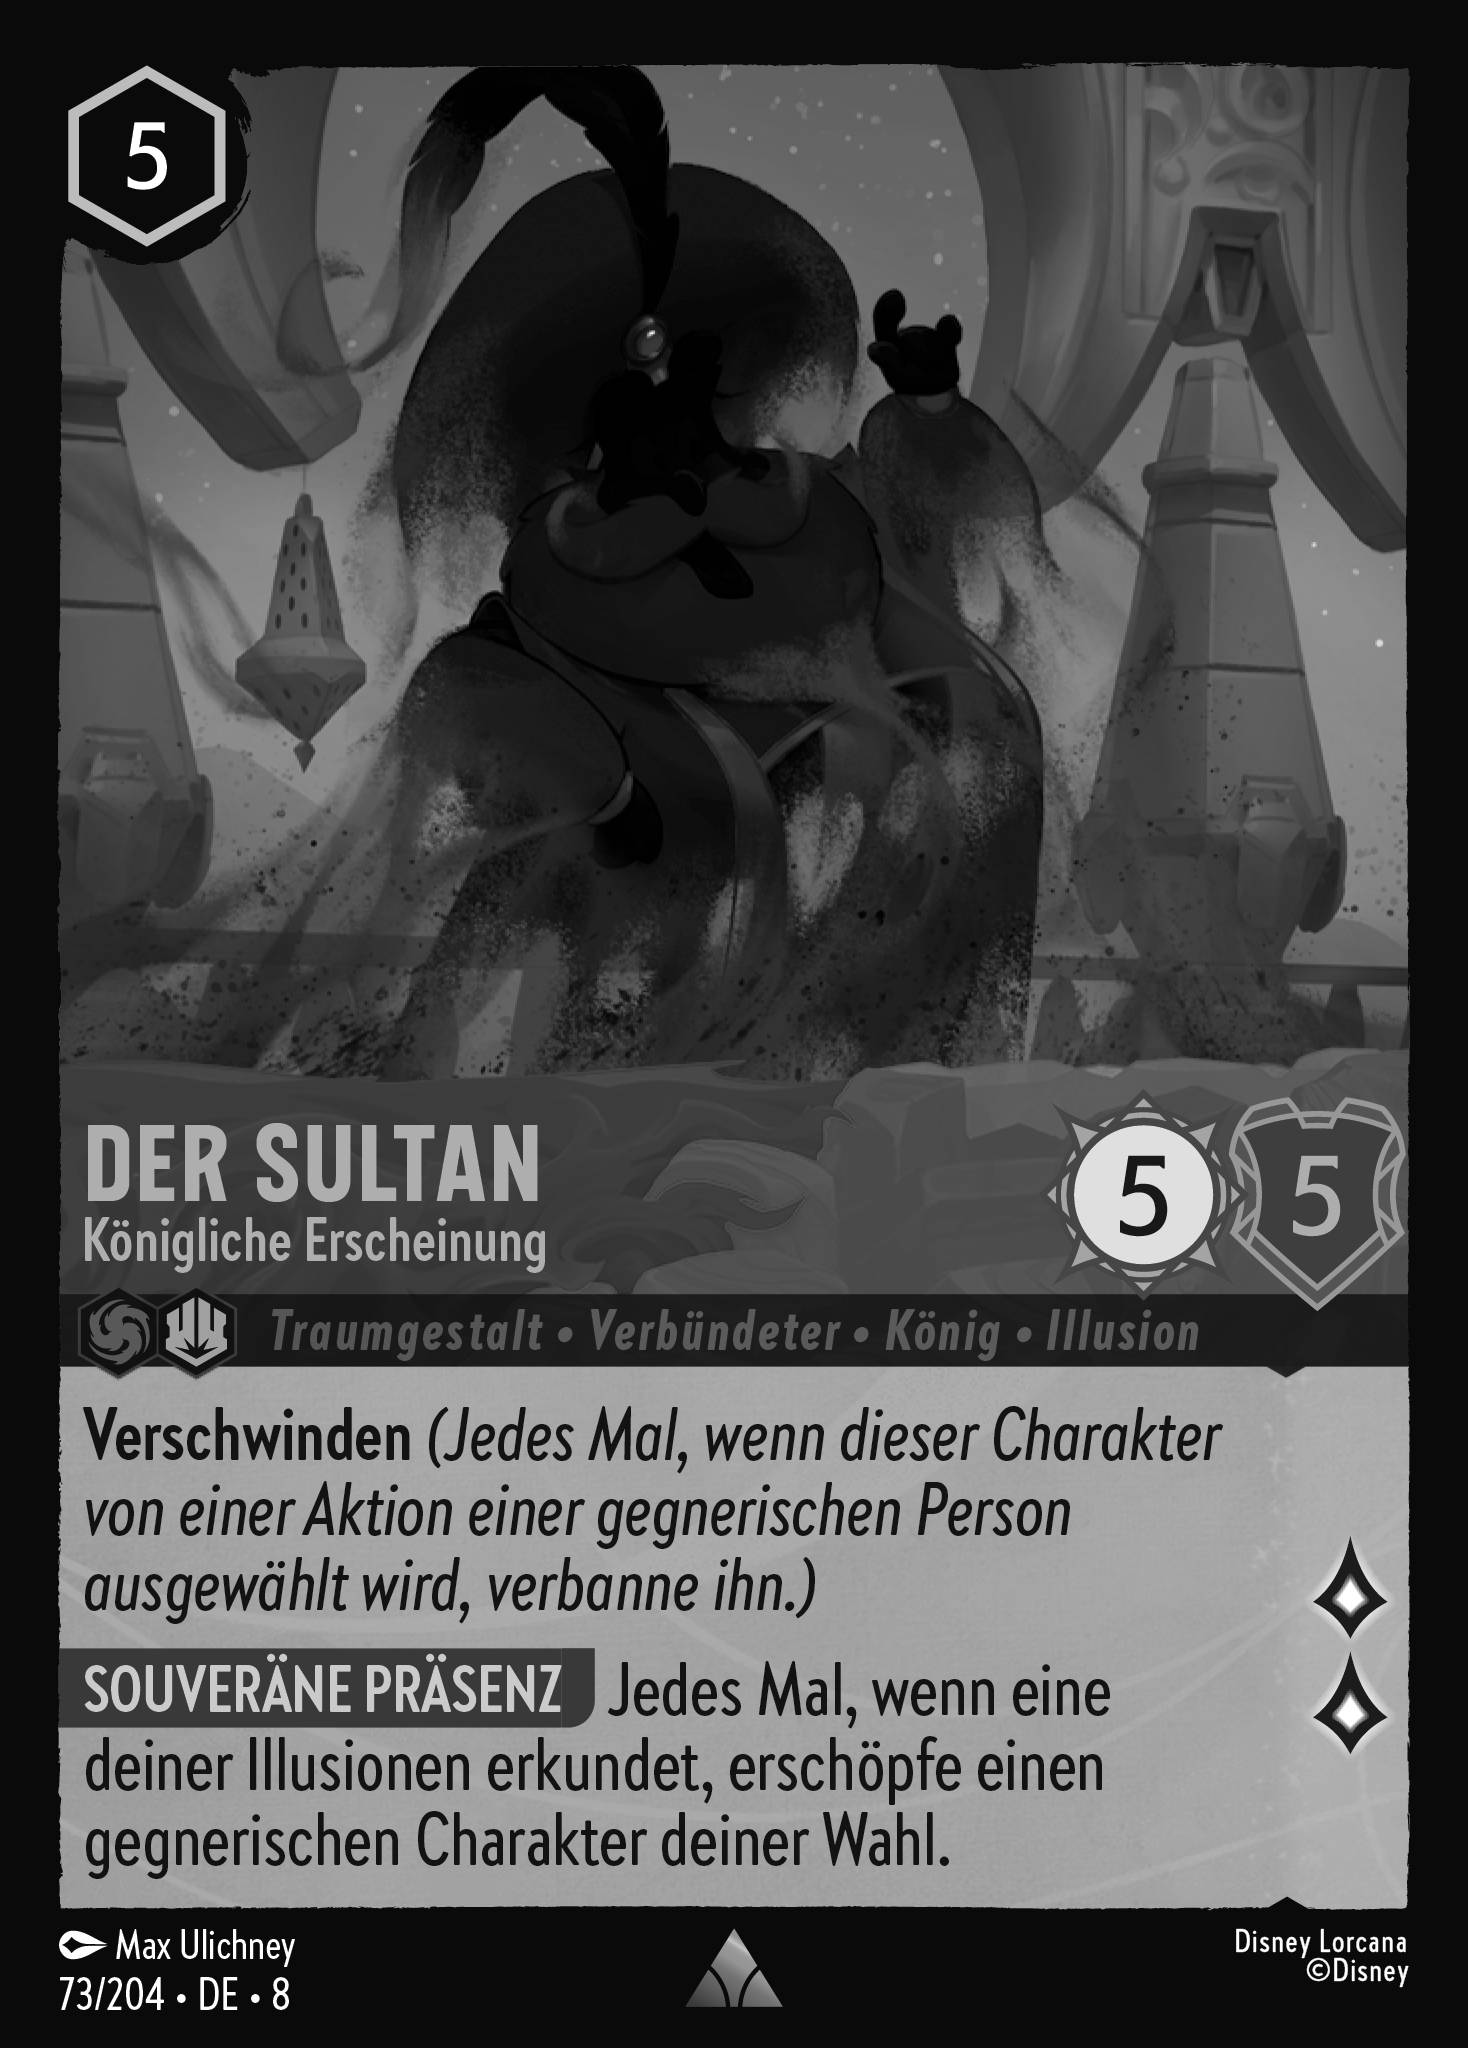 5
DER SULTAN
Königliche Erscheinung
5 5
Traumgestalt • Verbündeter • König • Illusion
Verschwinden (Jedes Mal, wenn dieser Charakter
von einer Aktion einer gegnerischen Person
ausgewählt wird, verbanne ihn.)
SOUVERÄNE PRÄSENZ Jedes Mal, wenn eine
deiner Illusionen erkundet, erschöpfe einen
gegnerischen Charakter deiner Wahl.
Max Ulichney
73/204 • DE • 8
Disney Lorcana
©Disney